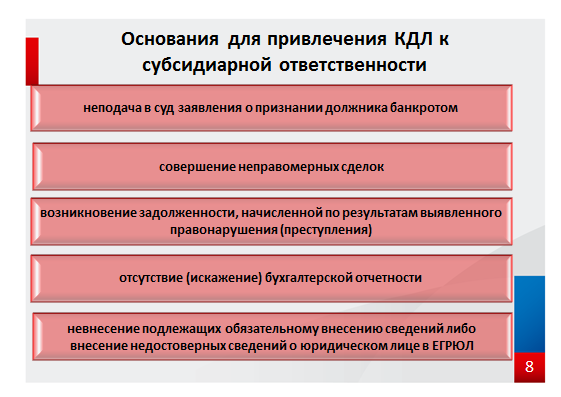 Основания для привлечения КДЛ к
субсидиарной ответственности
неподача в суд заявления о признании должника банкротом
совершение неправомерных сделок
возникновение задолженности, начисленной по результатам выявленного
правонарушения (преступления)
отсутствие (искажение) бухгалтерской отчетности
невнесение подлежащих обязательному внесению сведений либо
внесение недостоверных сведений о юридическом лице в ЕГРЮЛ
8